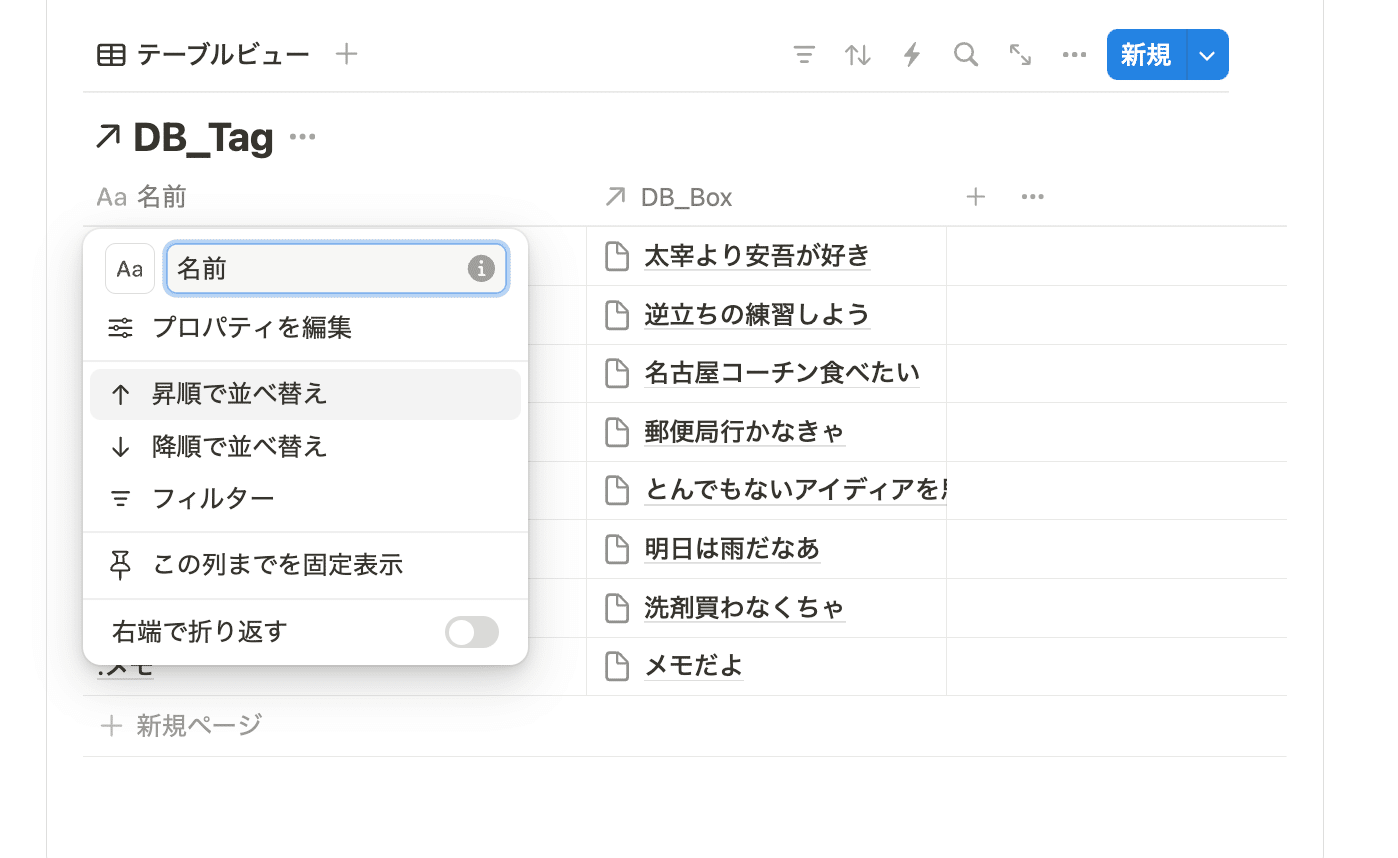 テーブルビュー
新規
DB_Tag
Aa 名前
DB_Box
Aa 名前
プロパティを編集
昇順で並べ替え
降順で並べ替え
フィルター
この列までを固定表示
右端で折り返す
太宰より安吾が好き
逆立ちの練習しよう
名古屋コーチン食べたい
郵便局行かなきゃ
とんでもないアイディアを
明日は雨だなあ
洗剤買わなくちゃ
.メモ
メモだよ
新規ページ